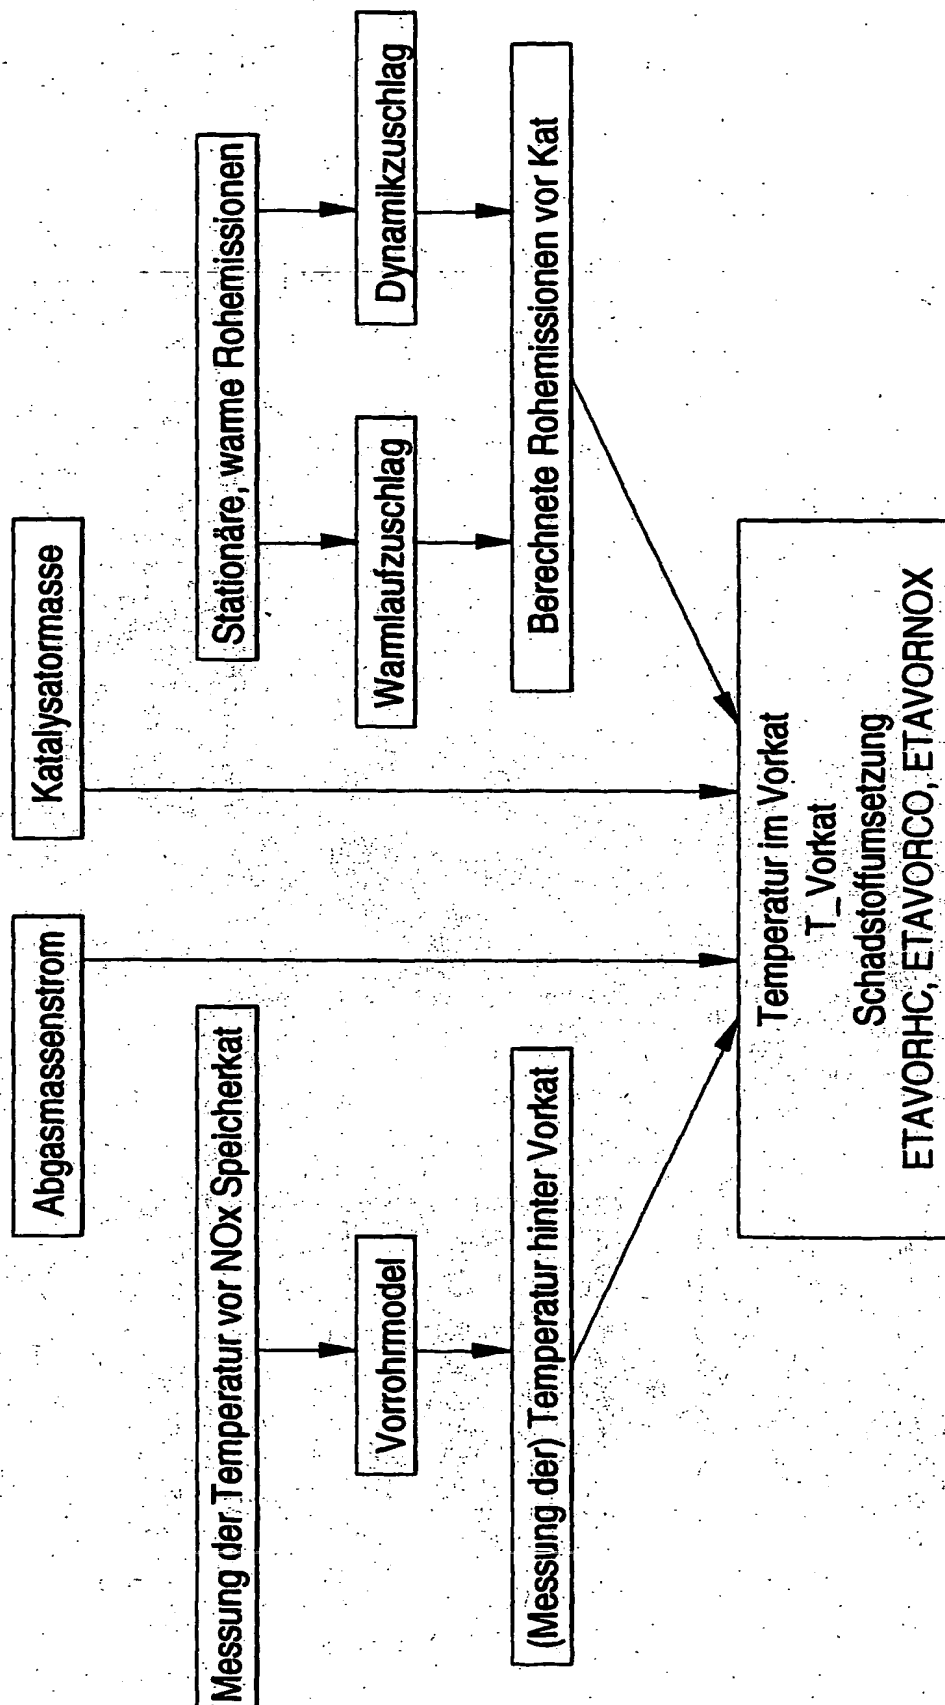 Abgasmassenstrom
Katalysatormasse
Messung der Temperatur vor NOx Speicherkat
Stationäre, warme Rohemissionen
Vorrohrmodel
Warmlaufzuschlag
Dynamikzuschlag
(Messung der) Temperatur hinter Vorkat
Berechnete Rohemissionen vor Kat
Temperatur im Vorkat
T_Vorkat
Schadstoffumsetzung
ETAVORHC, ETAVORCO, ETAVORNOX